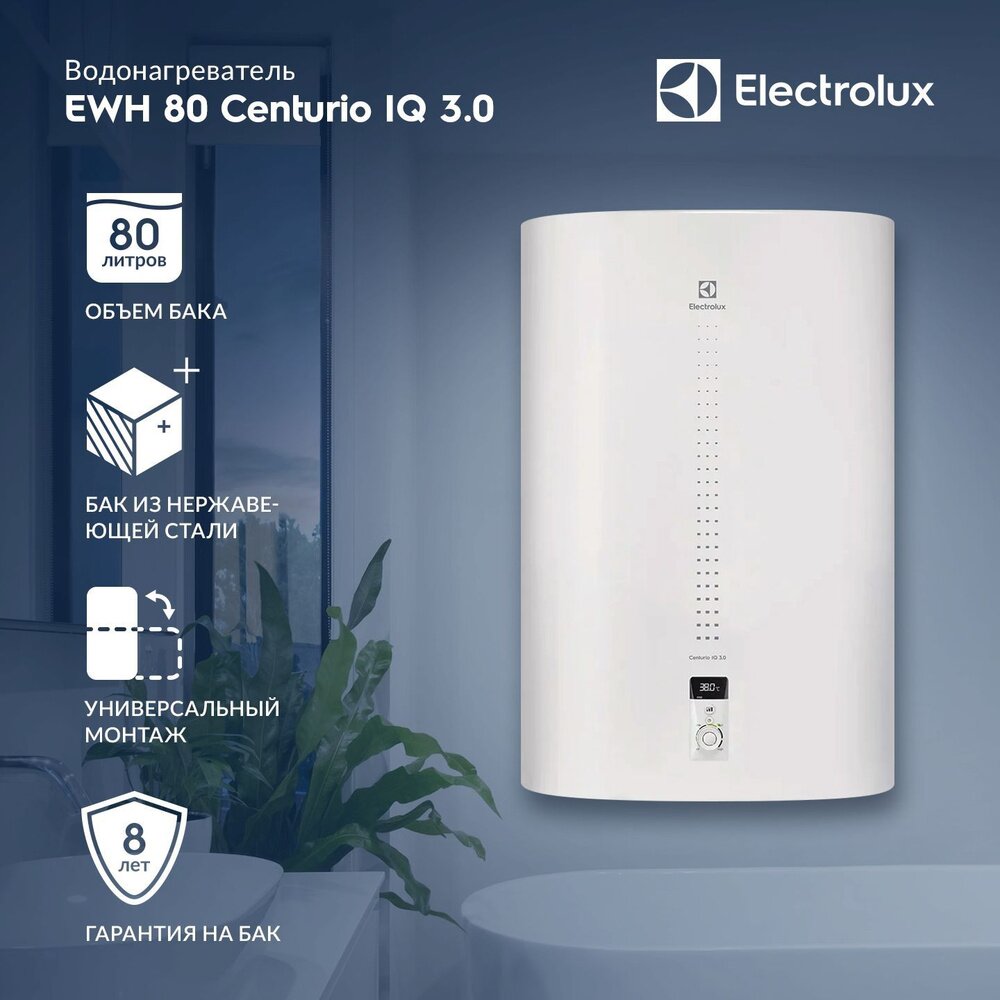 Водонагреватель
EWH 80 Centurio IQ 3.0
Electrolux
80
литров
ОБЪЕМ БАКА
БАК ИЗ НЕРЖАВЕ-
ЮЩЕЙ СТАЛИ
УНИВЕРСАЛЬНЫЙ
МОНТАЖ
8
лет
ГАРАНТИЯ НА БАК
Electrolux
Centurio IQ 3.0
38.0 °C